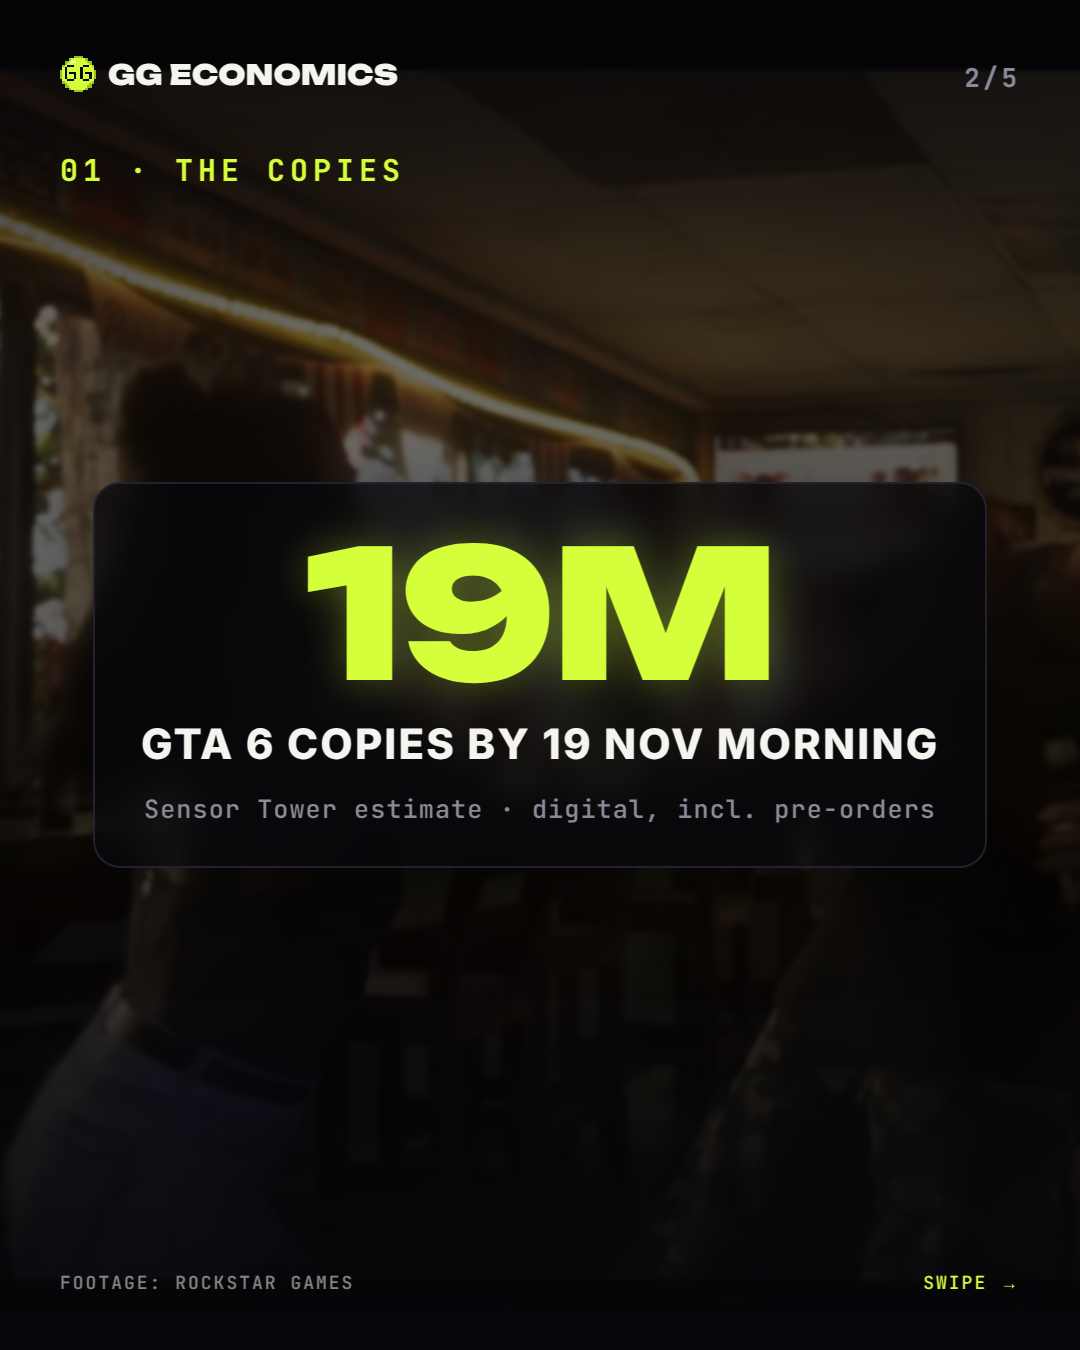 GG GG ECONOMICS
2/5
01 · THE COPIES
19M
GTA 6 COPIES BY 19 NOV MORNING
Sensor Tower estimate · digital, incl. pre-orders
FOOTAGE: ROCKSTAR GAMES
SWIPE →